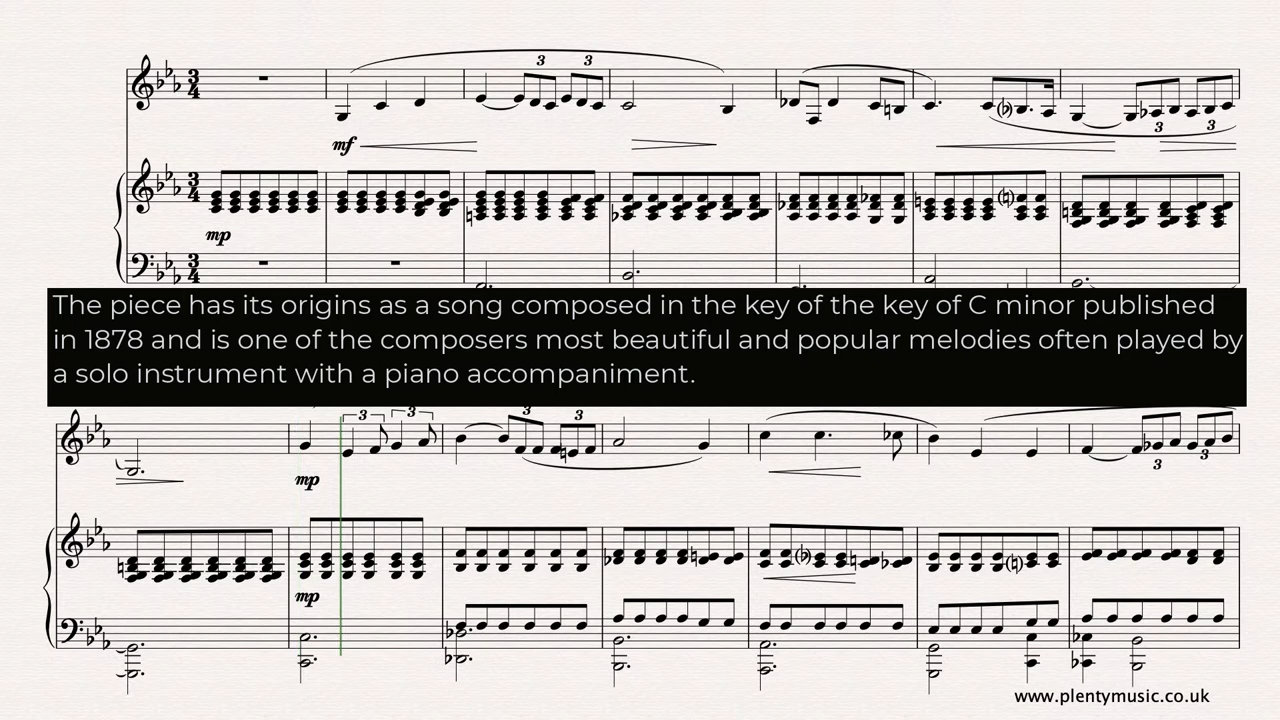 3 3
mf
mp
3 3
The piece has its origins as a song composed in the key of the key of C minor published
in 1878 and is one of the composers most beautiful and popular melodies often played by
a solo instrument with a piano accompaniment.
3 3 3 3
mp
3 3
mp
www.plentymusic.co.uk